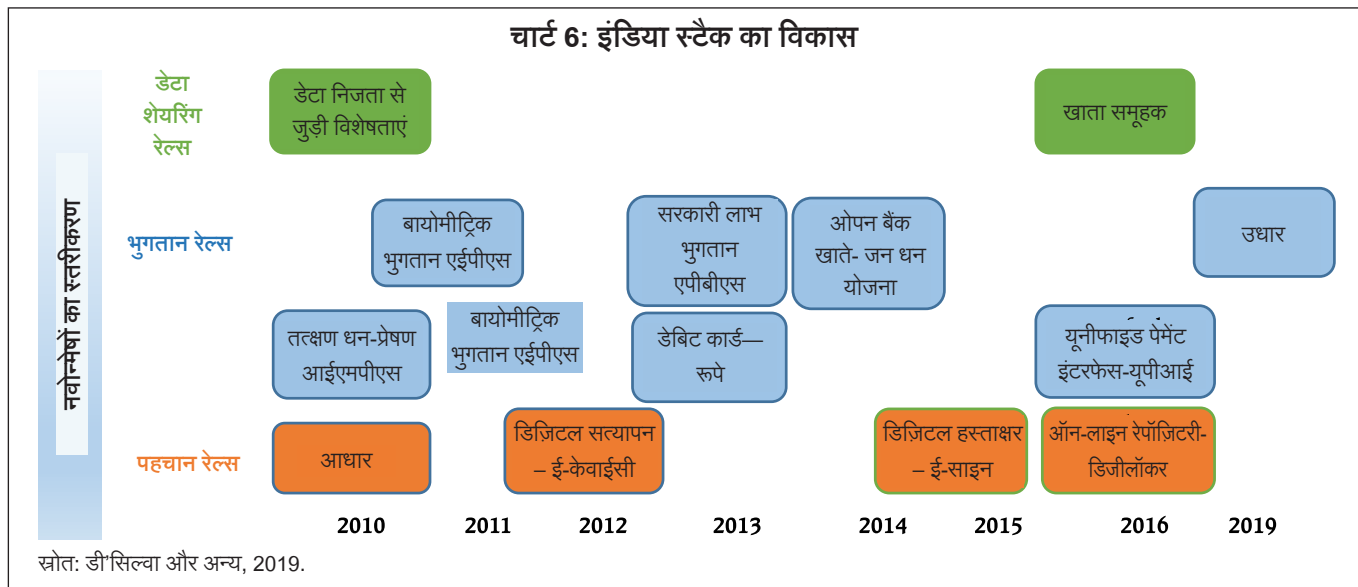 चार्ट 6: इंडिया स्टैक का विकास
नवोन्मेषों का स्तरीकरण
डेटा
शेयरिंग
रेल्स
डेटा निजता से
जुड़ी विशेषताएं
खाता समूहक
भुगतान रेल्स
बायोमीट्रिक
भुगतान एईपीएस
सरकारी लाभ
भुगतान
एपीबीएस
ओपन बैंक
खाते- जन धन
योजना
उधार
तत्क्षण धन-प्रेषण
आईएमपीएस
बायोमीट्रिक
भुगतान एईपीएस
डेबिट कार्ड—
रूपे
यूनीफाइड पेमेंट
इंटरफेस-यूपीआई
पहचान रेल्स
आधार
डिज़िटल सत्यापन
– ई-केवाईसी
डिज़िटल हस्ताक्षर
– ई-साइन
ऑन-लाइन रेपॉज़िटरी-
डिजीलॉकर
2010 2011 2012 2013 2014 2015 2016 2019
स्रोत: डी'सिल्वा और अन्य, 2019.